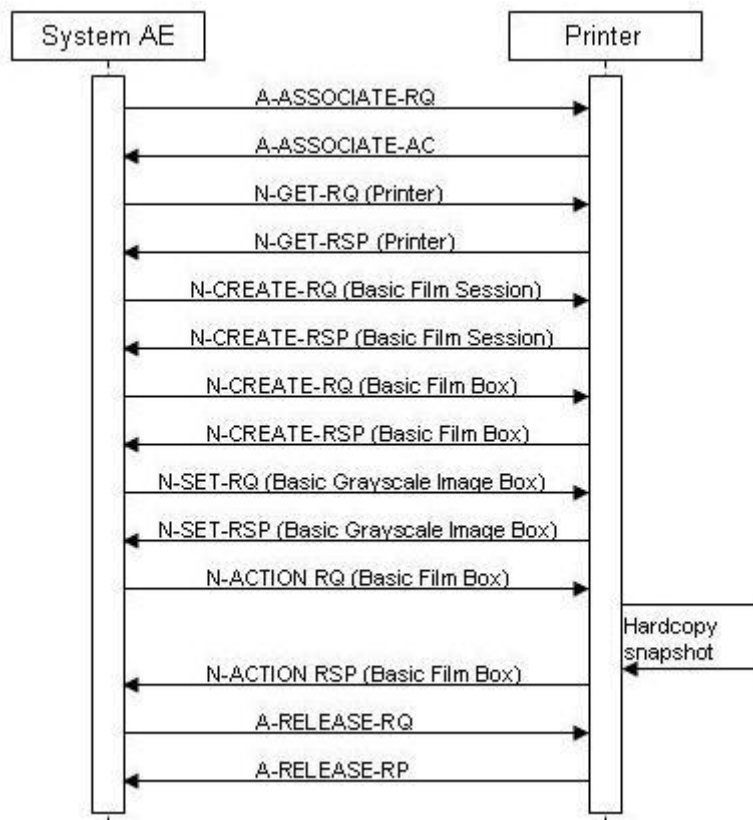 System AE
Printer
A-ASSOCIATE-RQ
A-ASSOCIATE-AC
N-GET-RQ (Printer)
N-GET-RSP (Printer)
N-CREATE-RQ (Basic Film Session)
N-CREATE-RSP (Basic Film Session)
N-CREATE-RQ (Basic Film Box)
N-CREATE-RSP (Basic Film Box)
N-SET-RQ (Basic Grayscale Image Box)
N-SET-RSP (Basic Grayscale Image Box)
N-ACTION RQ (Basic Film Box)
Hardcopy
snapshot
N-ACTION RSP (Basic Film Box)
A-RELEASE-RQ
A-RELEASE-RP